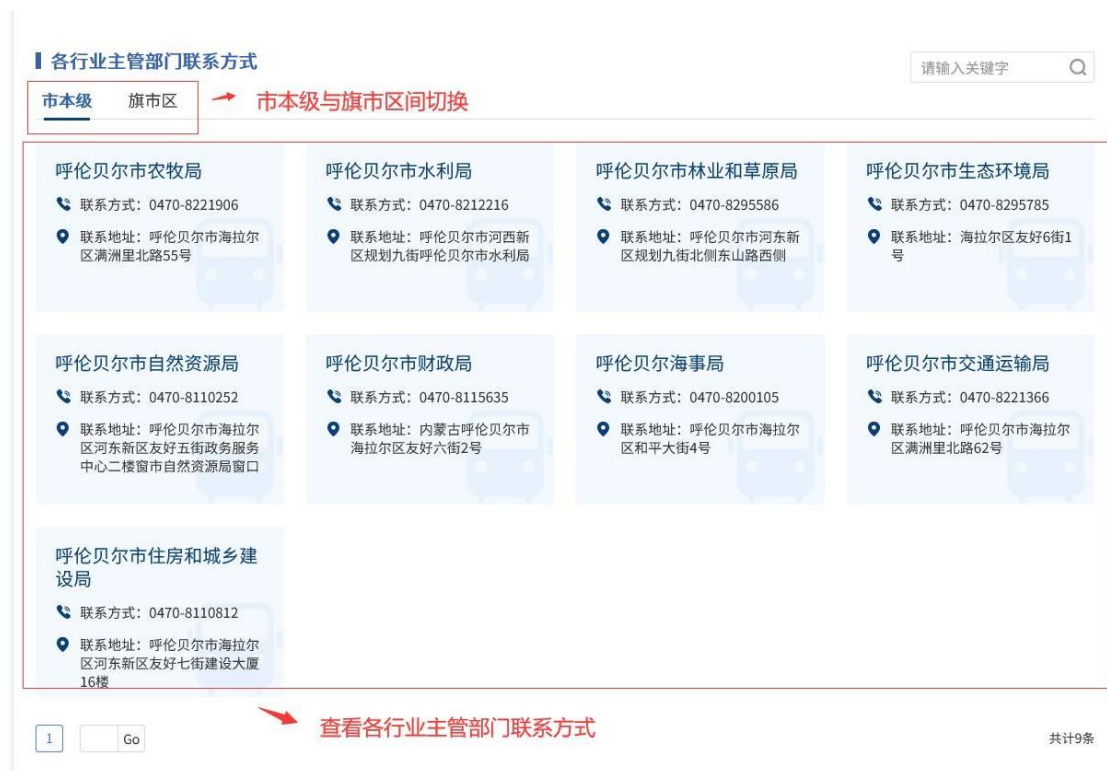 各行业主管部门联系方式
请输入关键字
市本级 旗市区
市本级与旗市区间切换
呼伦贝尔市农牧局
联系方式：0470-8221906
联系地址：呼伦贝尔市海拉尔
区满洲里北路55号
呼伦贝尔市水利局
联系方式：0470-8212216
联系地址：呼伦贝尔市河西新
区规划九街呼伦贝尔市水利局
呼伦贝尔市林业和草原局
联系方式：0470-8295586
联系地址：呼伦贝尔市河东新
区规划九街北侧东山路西侧
呼伦贝尔市生态环境局
联系方式：0470-8295785
联系地址：海拉尔区友好6街1
号
呼伦贝尔市自然资源局
联系方式：0470-8110252
联系地址：呼伦贝尔市海拉尔
区河东新区友好五街政务服务
中心二楼窗市自然资源局窗口
呼伦贝尔市财政局
联系方式：0470-8115635
联系地址：内蒙古呼伦贝尔市
海拉尔区友好六街2号
呼伦贝尔海事局
联系方式：0470-8200105
联系地址：呼伦贝尔市海拉尔
区和平大街4号
呼伦贝尔市交通运输局
联系方式：0470-8221366
联系地址：呼伦贝尔市海拉尔
区满洲里北路62号
呼伦贝尔市住房和城乡建
设局
联系方式：0470-8110812
联系地址：呼伦贝尔市海拉尔
区河东新区友好七街建设大厦
16楼
查看各行业主管部门联系方式
1 Go
共计9条